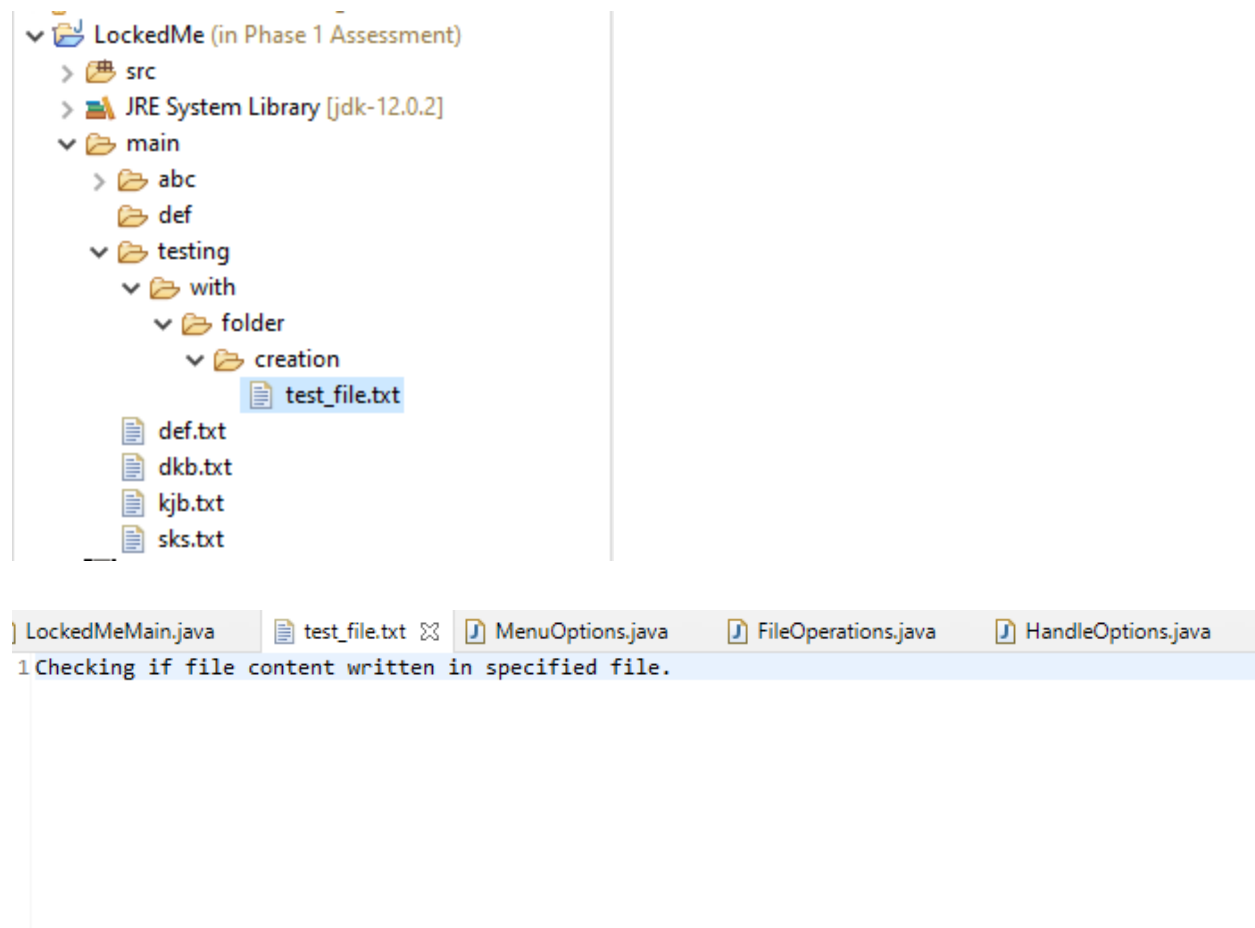 LockedMe (in Phase 1 Assessment)
src
JRE System Library [jdk-12.0.2]
main
abc
def
testing
with
folder
creation
test_file.txt
def.txt
dkb.txt
kjb.txt
sks.txt
LockedMeMain.java test_file.txt MenuOptions.java FileOperations.java HandleOptions.java
1 Checking if file content written in specified file.